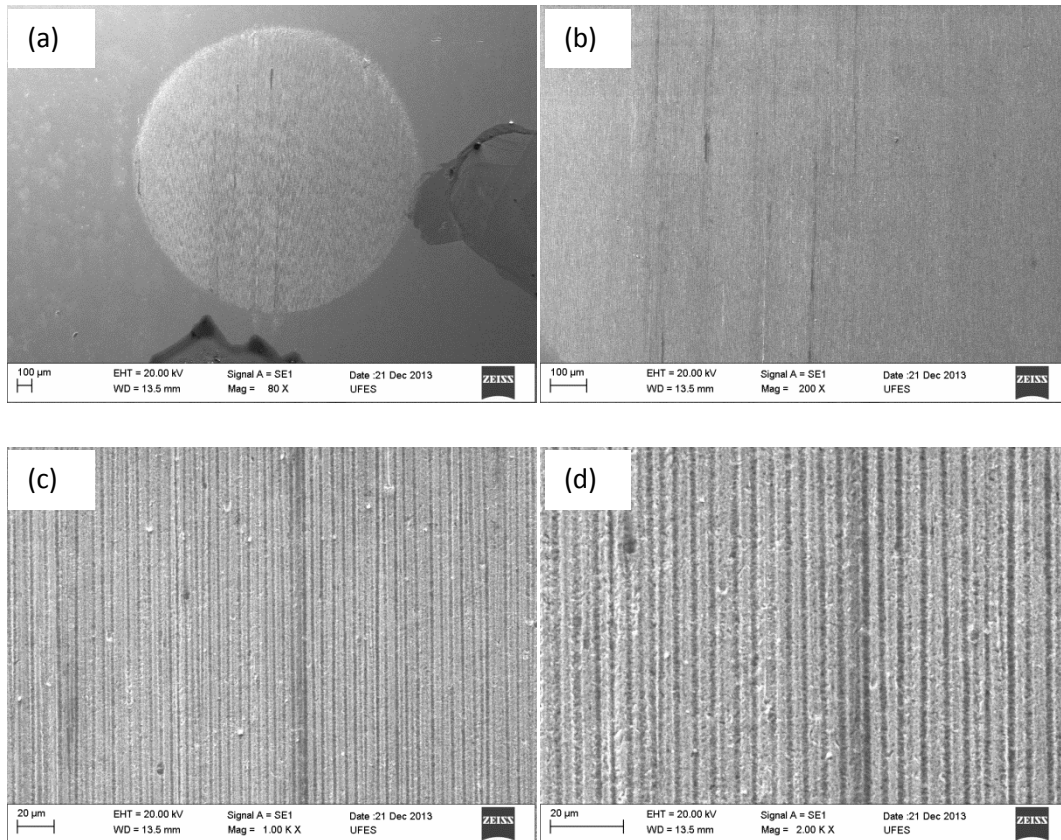 (a)
100 µm
EHT = 20.00 kV
WD = 13.5 mm
Signal A = SE1
Mag = 80 X
Date :21 Dec 2013
UFES
ZEISS
(b)
100 µm
EHT = 20.00 kV
WD = 13.5 mm
Signal A = SE1
Mag = 200 X
Date :21 Dec 2013
UFES
ZEISS
(c)
20 µm
EHT = 20.00 kV
WD = 13.5 mm
Signal A = SE1
Mag = 1.00 K X
Date :21 Dec 2013
UFES
ZEISS
(d)
20 µm
EHT = 20.00 kV
WD = 13.5 mm
Signal A = SE1
Mag = 2.00 K X
Date :21 Dec 2013
UFES
ZEISS